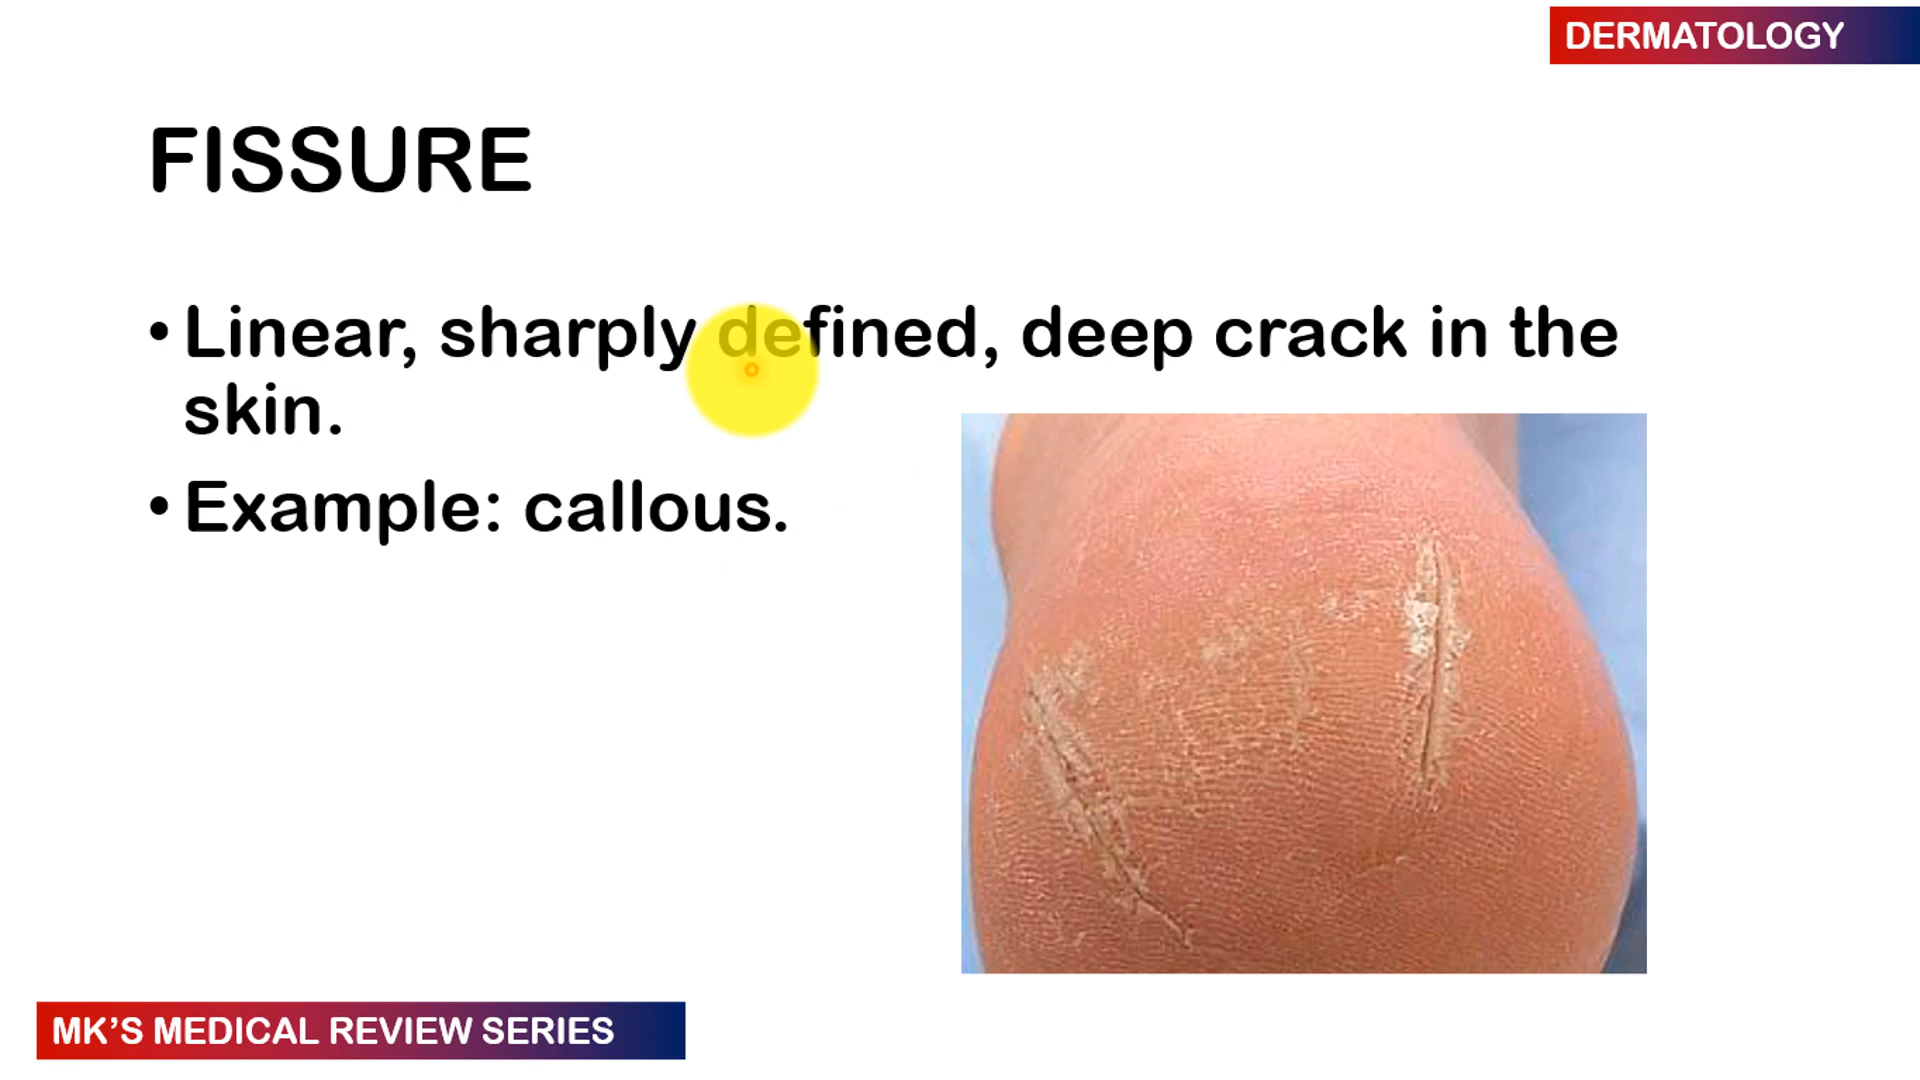 DERMATOLOGY
FISSURE
• Linear, sharply defined, deep crack in the
skin.
• Example: callous.
MK’S MEDICAL REVIEW SERIES